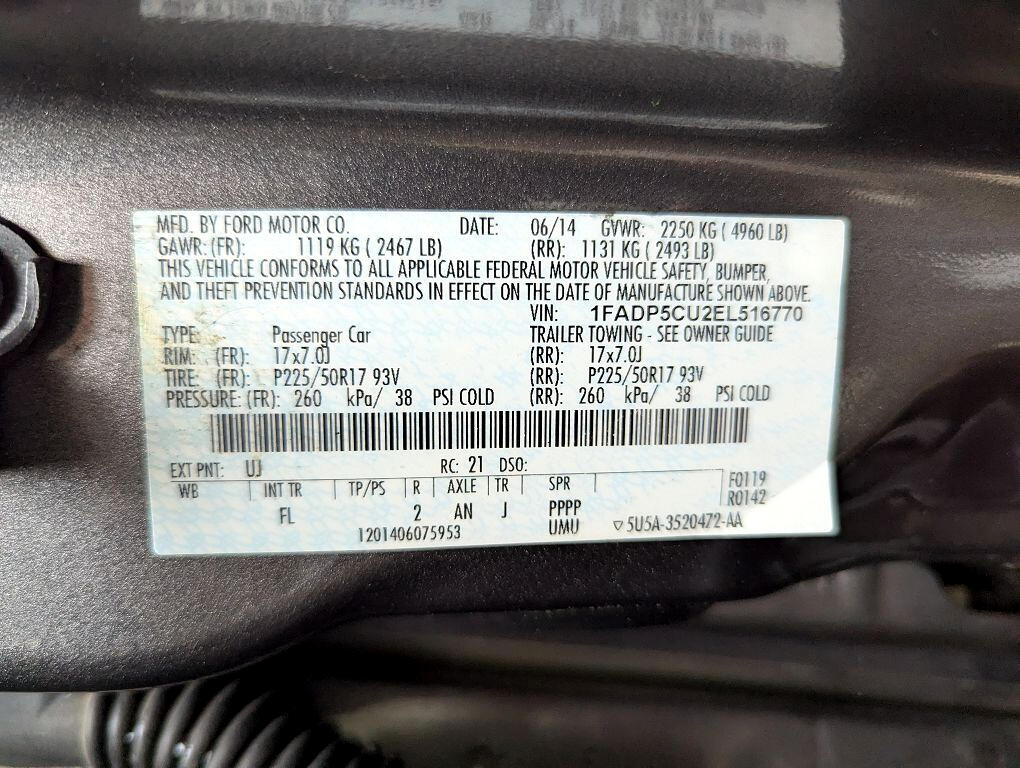 MFD. BY FORD MOTOR CO. DATE: 06/14 GVWR: 2250 KG ( 4960 LB)
GAWR: (FR): 1119 KG ( 2467 LB) (RR): 1131 KG ( 2493 LB)
THIS VEHICLE CONFORMS TO ALL APPLICABLE FEDERAL MOTOR VEHICLE SAFETY, BUMPER,
AND THEFT PREVENTION STANDARDS IN EFFECT ON THE DATE OF MANUFACTURE SHOWN ABOVE.
VIN: 1FADP5CU2EL516770
TYPE: Passenger Car TRAILER TOWING - SEE OWNER GUIDE
RIM: (FR): 17x7.0J (RR): 17x7.0J
TIRE: (FR): P225/50R17 93V (RR): P225/50R17 93V
PRESSURE: (FR): 260 kPa/ 38 PSI COLD (RR): 260 kPa/ 38 PSI COLD
EXT PNT: UJ RC: 21 DSO:
WB INT TR TP/PS R AXLE TR SPR F0119
R0142
FL 2 AN J PPPP
1201406075953 UMU ▽5U5A-3520472-AA